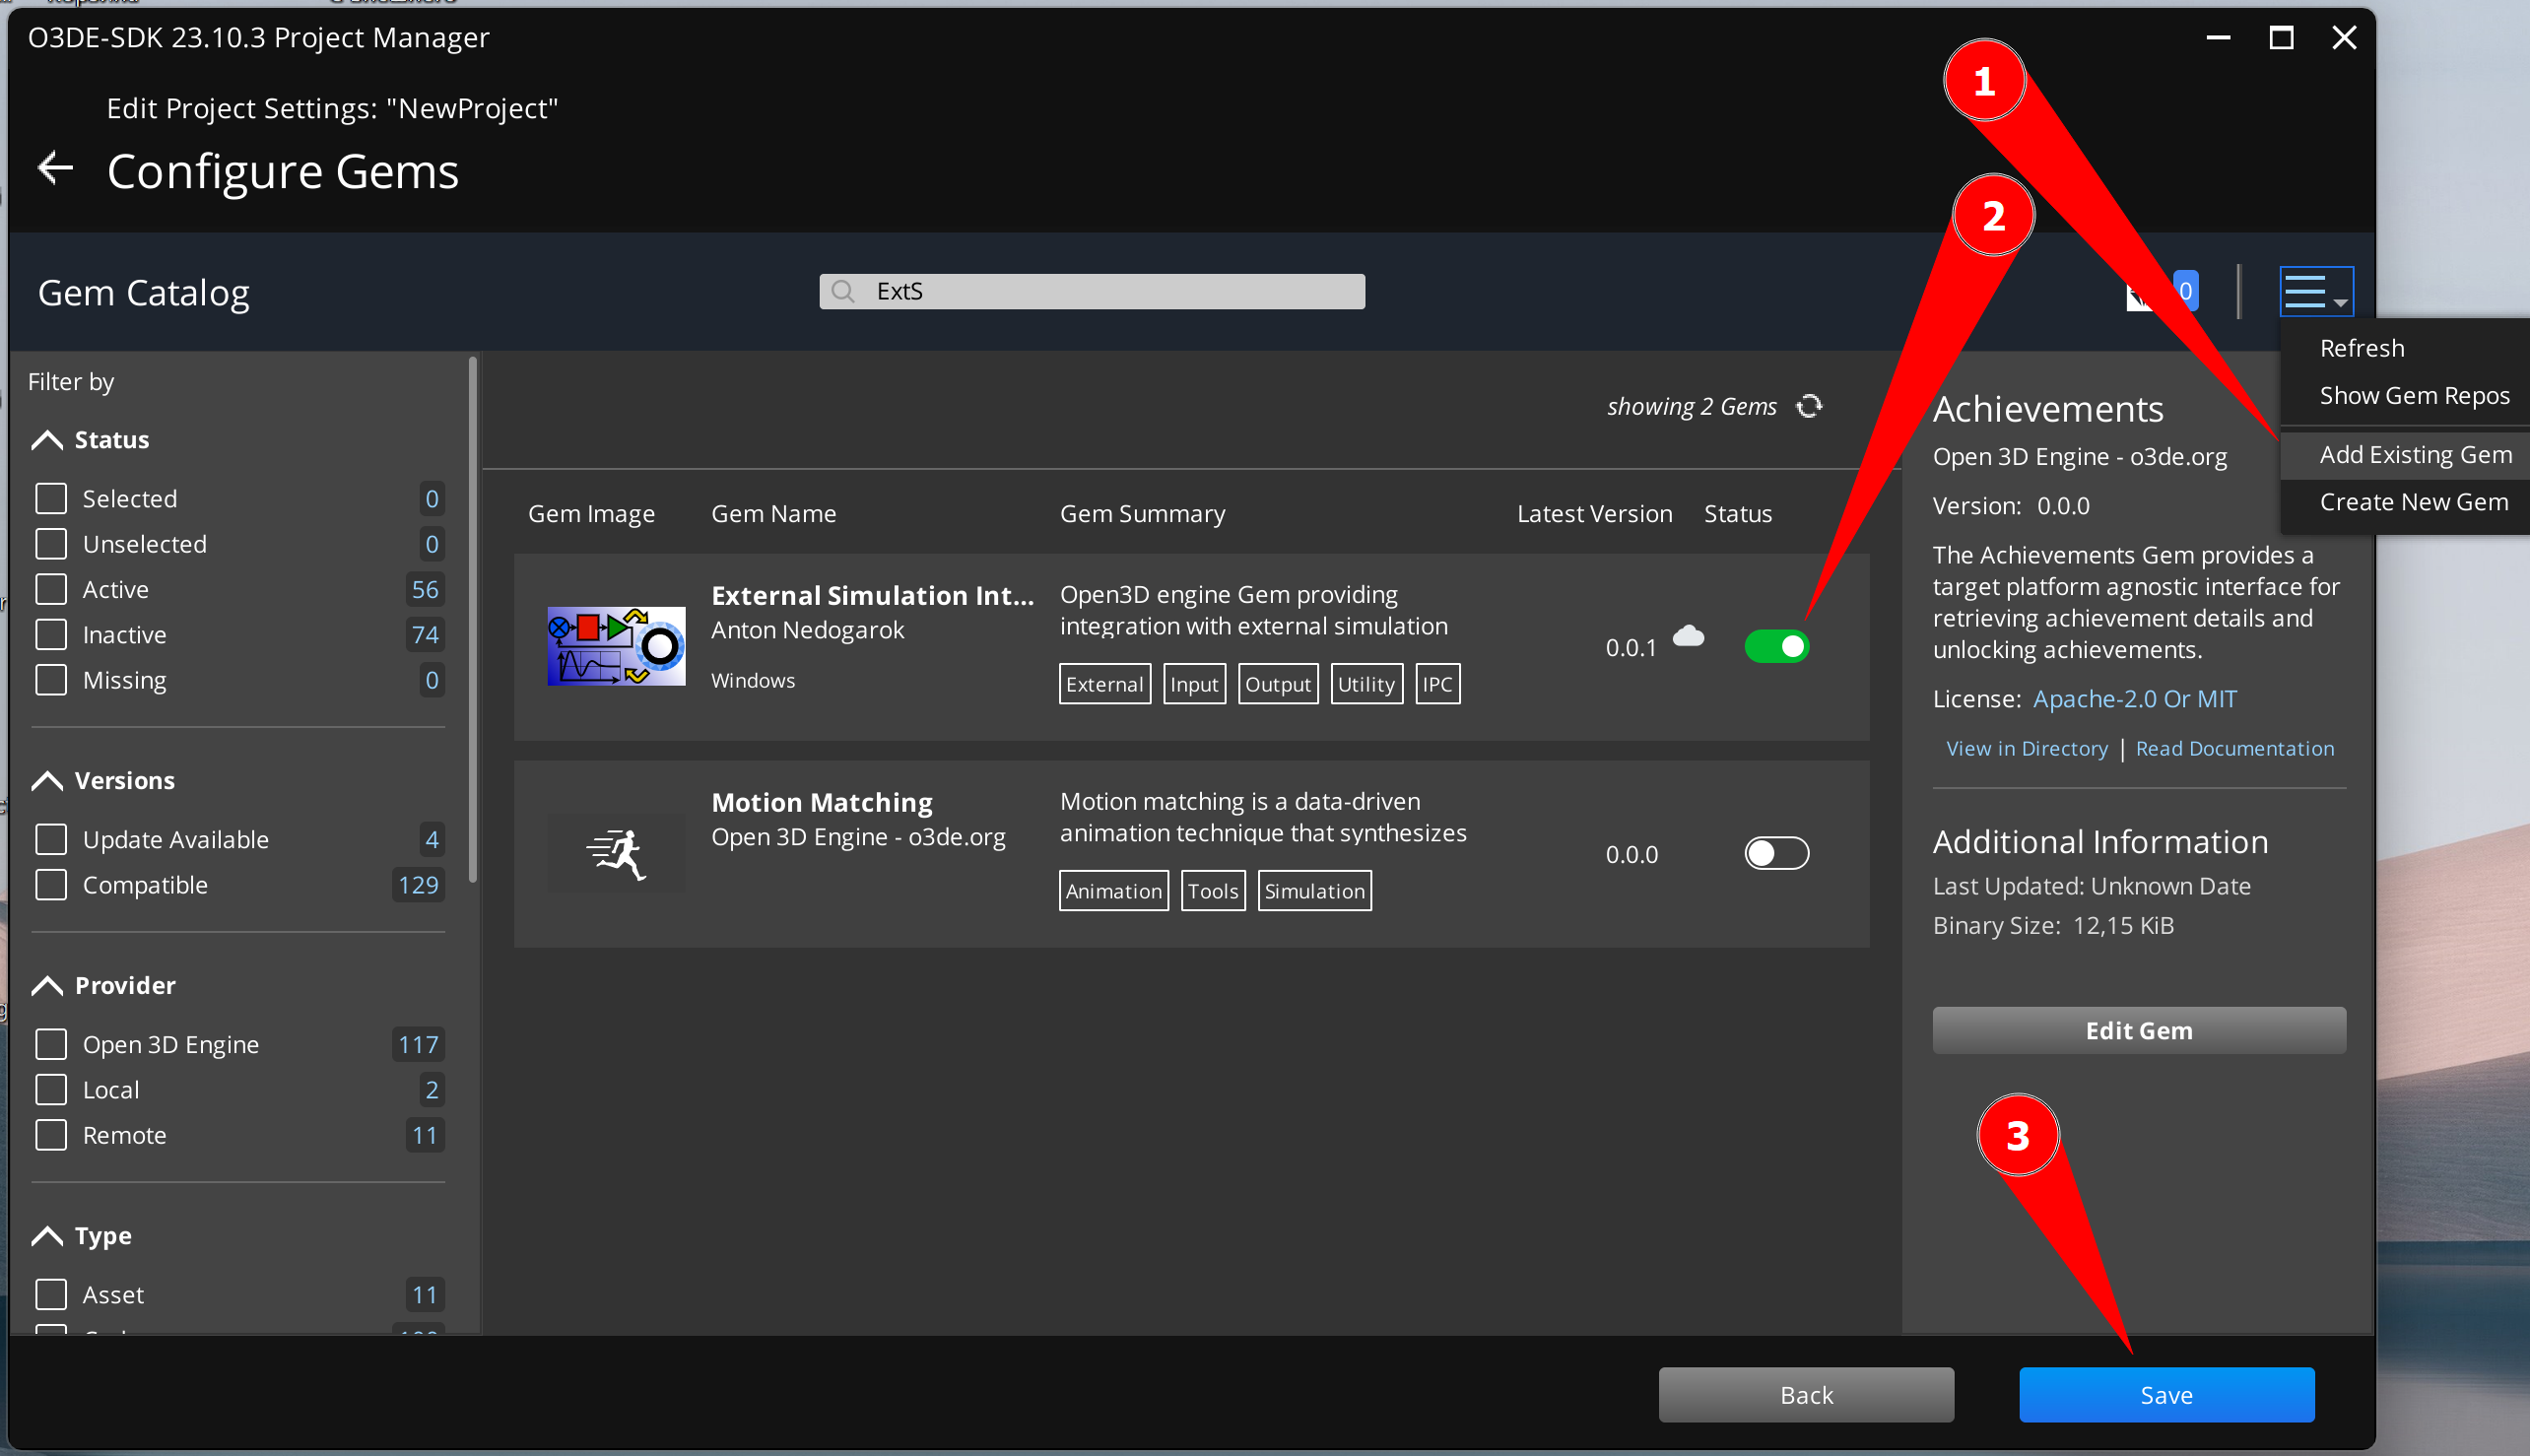 O3DE-SDK 23.10.3 Project Manager
Edit Project Settings: "NewProject"
Configure Gems
1
2
Gem Catalog
ExtS
0
Refresh
Show Gem Repos
Add Existing Gem
Create New Gem
Filter by
Status
Selected 0
Unselected 0
Active 56
Inactive 74
Missing 0
Versions
Update Available 4
Compatible 129
Provider
Open 3D Engine 117
Local 2
Remote 11
Type
Asset 11
showing 2 Gems
Gem Image Gem Name Gem Summary Latest Version Status
External Simulation Int...
Anton Nedogarok
Windows
Open3D engine Gem providing
integration with external simulation
External Input Output Utility IPC
0.0.1
Motion Matching
Open 3D Engine - o3de.org
Motion matching is a data-driven
animation technique that synthesizes
Animation Tools Simulation
0.0.0
Achievements
Open 3D Engine - o3de.org
Version: 0.0.0
The Achievements Gem provides a
target platform agnostic interface for
retrieving achievement details and
unlocking achievements.
License: Apache-2.0 Or MIT
View in Directory | Read Documentation
Additional Information
Last Updated: Unknown Date
Binary Size: 12,15 KiB
Edit Gem
3
Back
Save